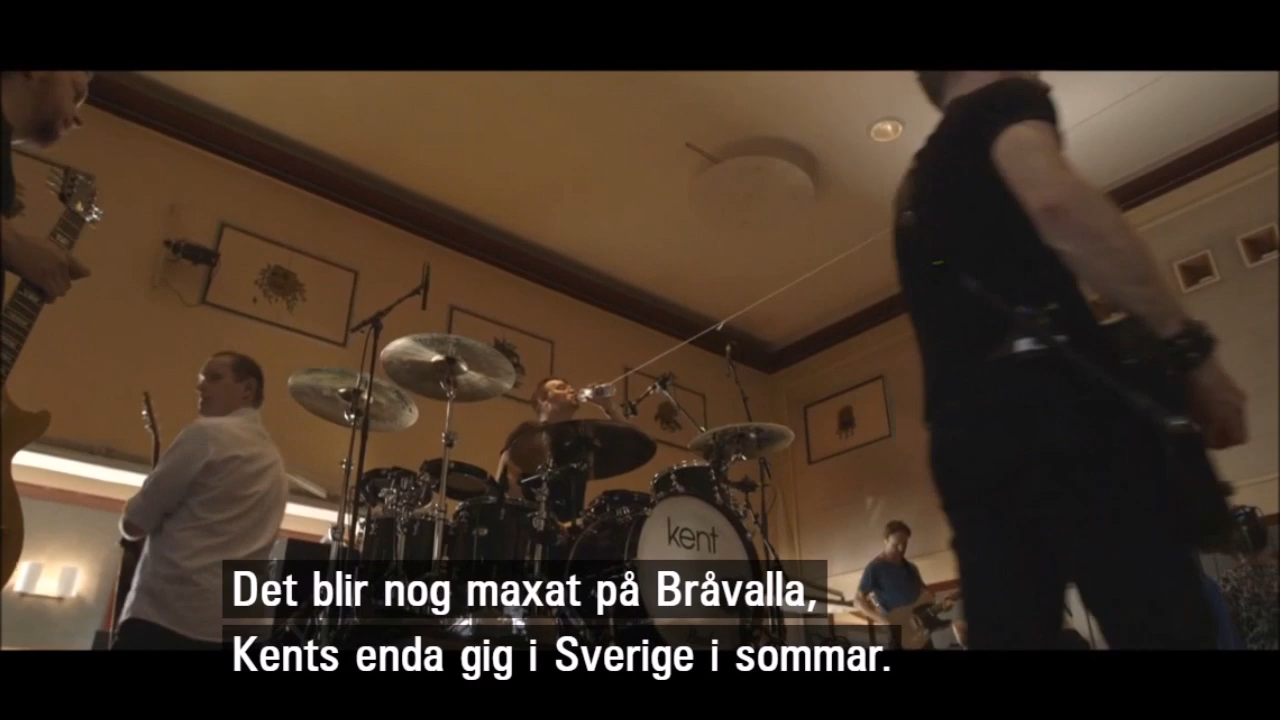 kent
Det blir nog maxat på Bråvalla,
Kents enda gig i Sverige i sommar.